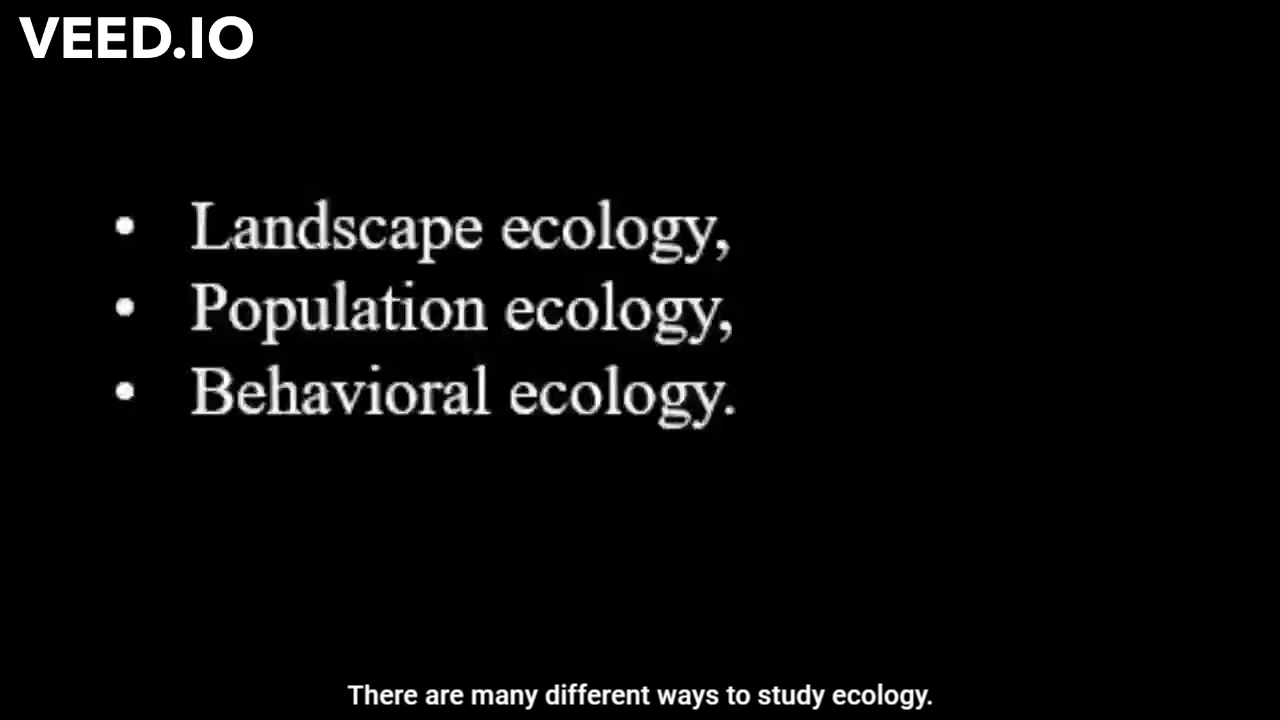 VEED.IO
• Landscape ecology,
• Population ecology,
• Behavioral ecology.
There are many different ways to study ecology.